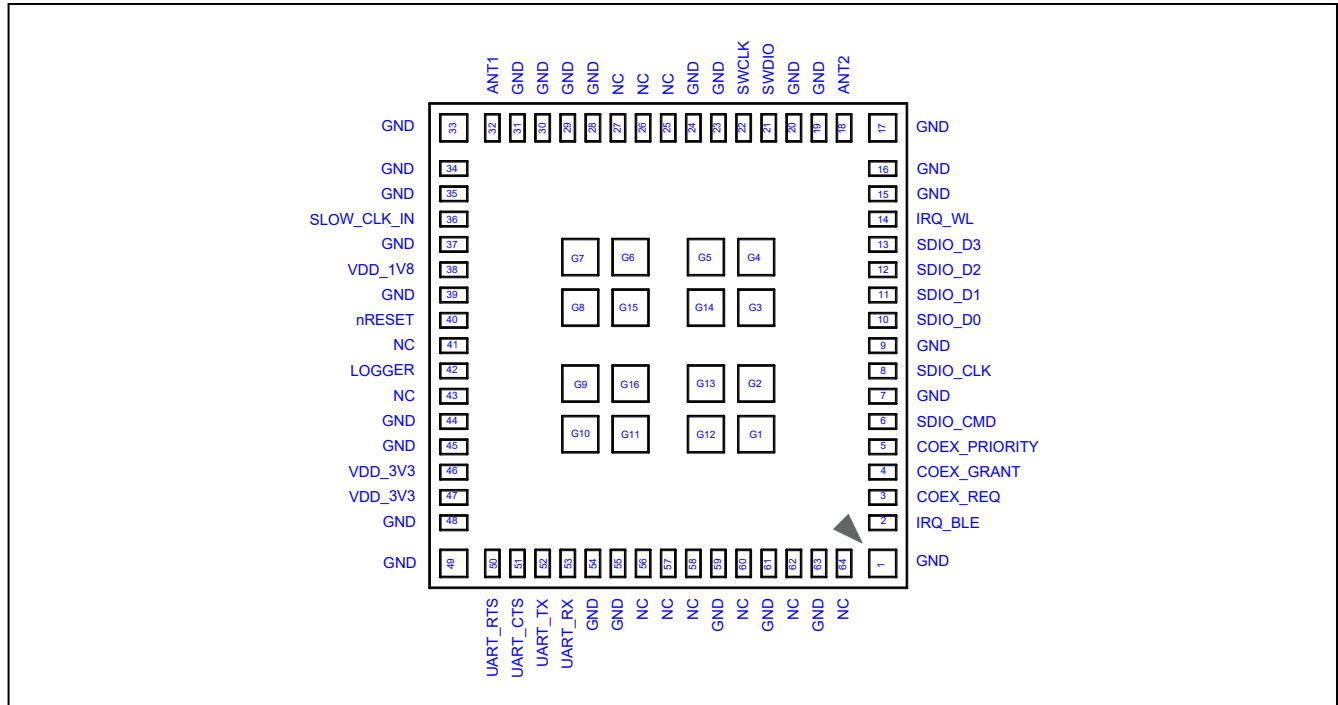 ANT1
GND
GND
GND
GND
NC
NC
NC
GND
GND
SWCLK
SWDIO
GND
GND
ANT2
GND 33 32 31 30 29 28 27 26 25 24 23 22 21 20 19 18 17 GND
GND 34 16 GND
GND 35 15 GND
SLOW_CLK_IN 36 14 IRQ_WL
GND 37 13 SDIO_D3
VDD_1V8 38 G7 G6 G5 G4 12 SDIO_D2
GND 39 11 SDIO_D1
nRESET 40 G8 G15 G14 G3 10 SDIO_D0
NC 41 9 GND
LOGGER 42 8 SDIO_CLK
NC 43 G9 G16 G13 G2 7 GND
GND 44 6 SDIO_CMD
GND 45 G10 G11 G12 G1 5 COEX_PRIORITY
VDD_3V3 46 4 COEX_GRANT
VDD_3V3 47 3 COEX_REQ
GND 48 2 IRQ_BLE
GND 49 50 51 52 53 54 55 56 57 58 59 60 61 62 63 64 1 GND
UART_RTS
UART_CTS
UART_TX
UART_RX
GND
GND
NC
NC
NC
GND
NC
GND
NC
GND
NC